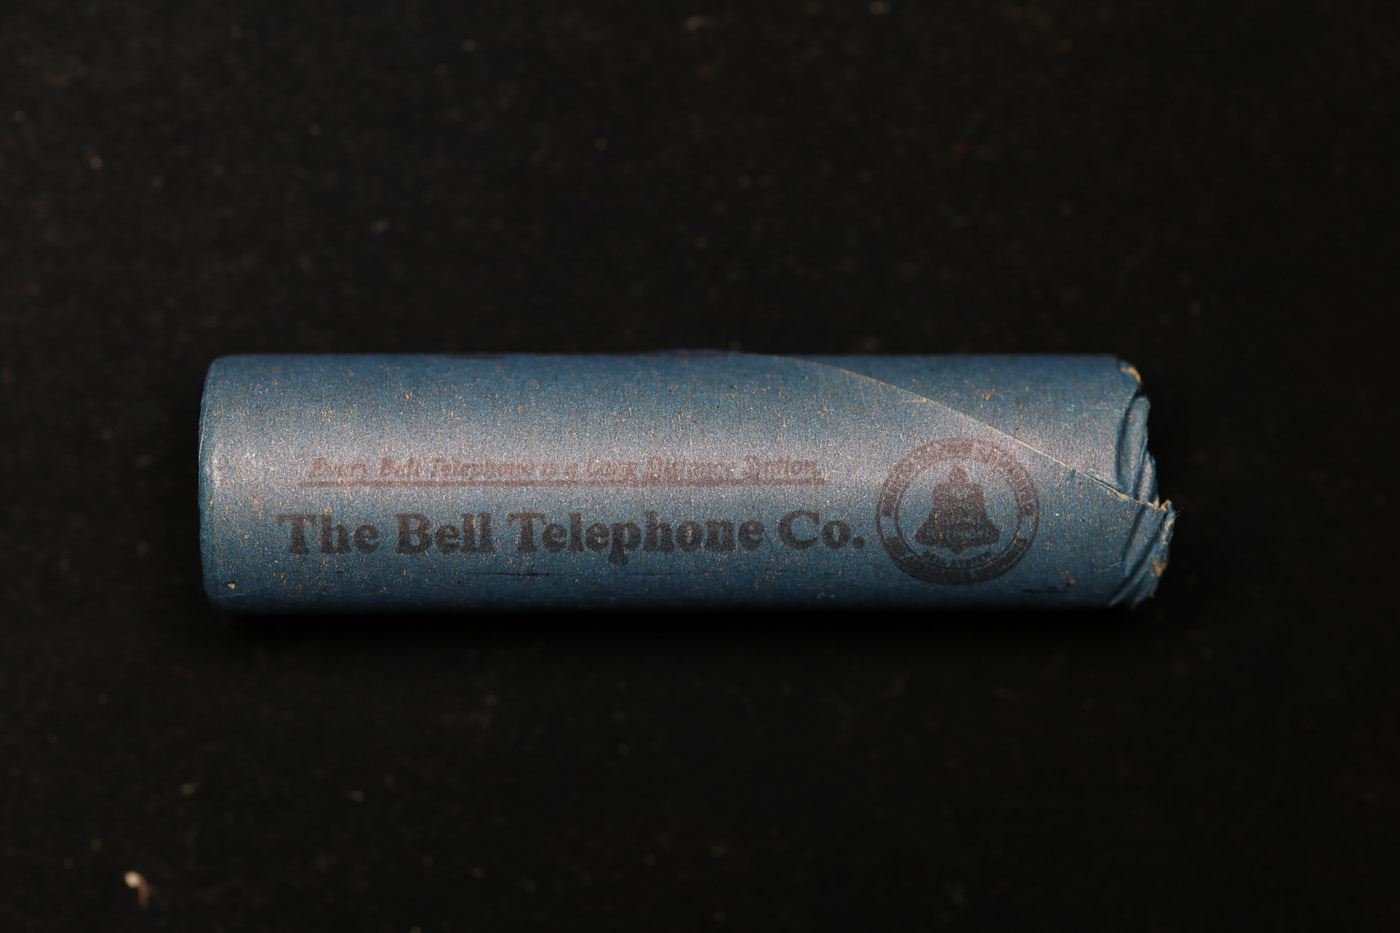 Every Bell Telephone is a Long Distance Station
The Bell Telephone Co.